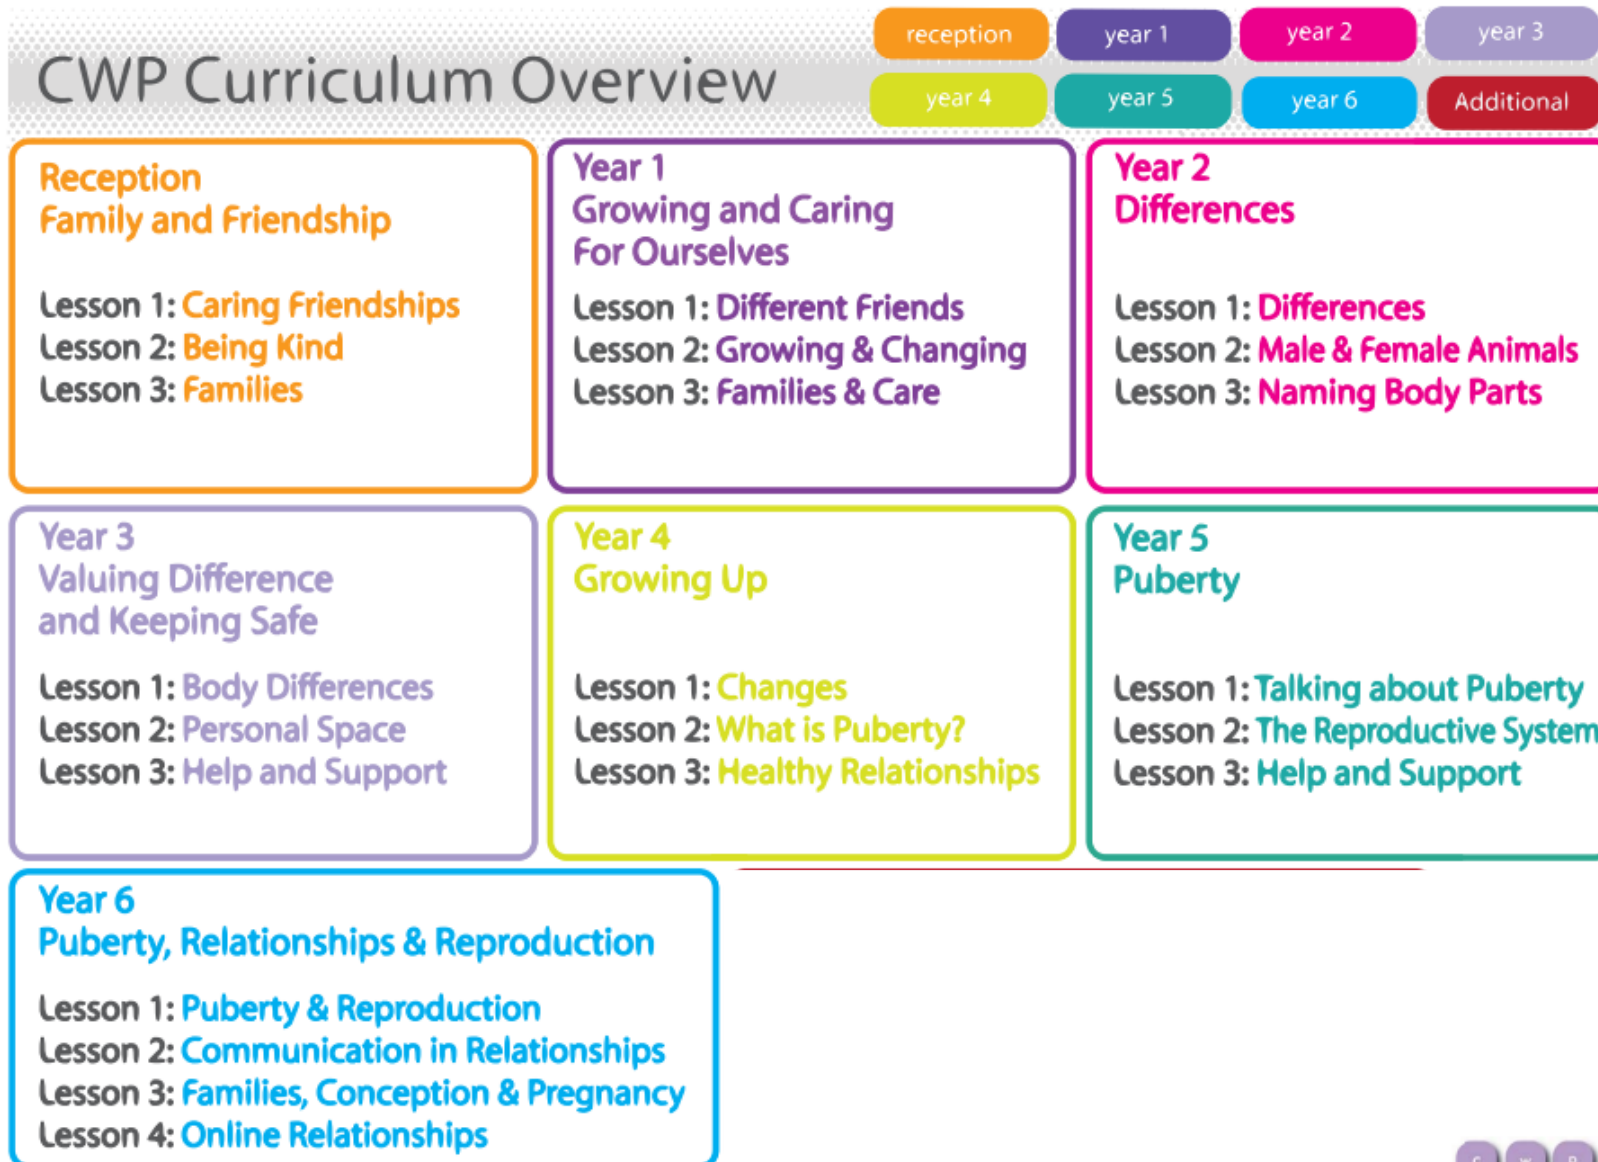 CWP Curriculum Overview
reception
year 1
year 2
year 3
year 4
year 5
year 6
Additional
Reception
Family and Friendship
Lesson 1: Caring Friendships
Lesson 2: Being Kind
Lesson 3: Families
Year 1
Growing and Caring
For Ourselves
Lesson 1: Different Friends
Lesson 2: Growing & Changing
Lesson 3: Families & Care
Year 2
Differences
Lesson 1: Differences
Lesson 2: Male & Female Animals
Lesson 3: Naming Body Parts
Year 3
Valuing Difference
and Keeping Safe
Lesson 1: Body Differences
Lesson 2: Personal Space
Lesson 3: Help and Support
Year 4
Growing Up
Lesson 1: Changes
Lesson 2: What is Puberty?
Lesson 3: Healthy Relationships
Year 5
Puberty
Lesson 1: Talking about Puberty
Lesson 2: The Reproductive System
Lesson 3: Help and Support
Year 6
Puberty, Relationships & Reproduction
Lesson 1: Puberty & Reproduction
Lesson 2: Communication in Relationships
Lesson 3: Families, Conception & Pregnancy
Lesson 4: Online Relationships
c w p